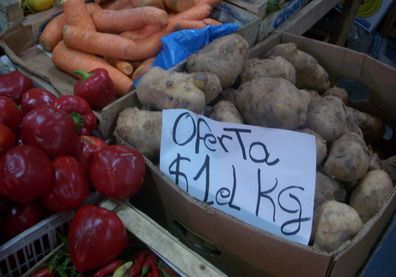 Oferta
$1 el KG